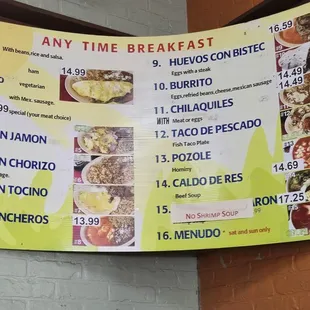 ANY TIME BREAKFAST
With beans, rice and salsa.
ham
14.99
vegetarian
with Mex. sausage.
special (your meat choice)
N JAMON
N CHORIZO
N TOCINO
NCHEROS
13.99
9. HUEVOS CON BISTEC
Eggs with a steak
16.59
10. BURRITO
Eggs, refried beans, cheese, mexican sausage
14.49
11. CHILAQUILES
WITH Meat or eggs
14.49
12. TACO DE PESCADO
Fish Taco Plate
13. POZOLE
Hominy
14.69
14. CALDO DE RES
Beef Soup
17.25
15.
ARON
NO SHRIMP SOUP
16. MENUDO * sat and sun only